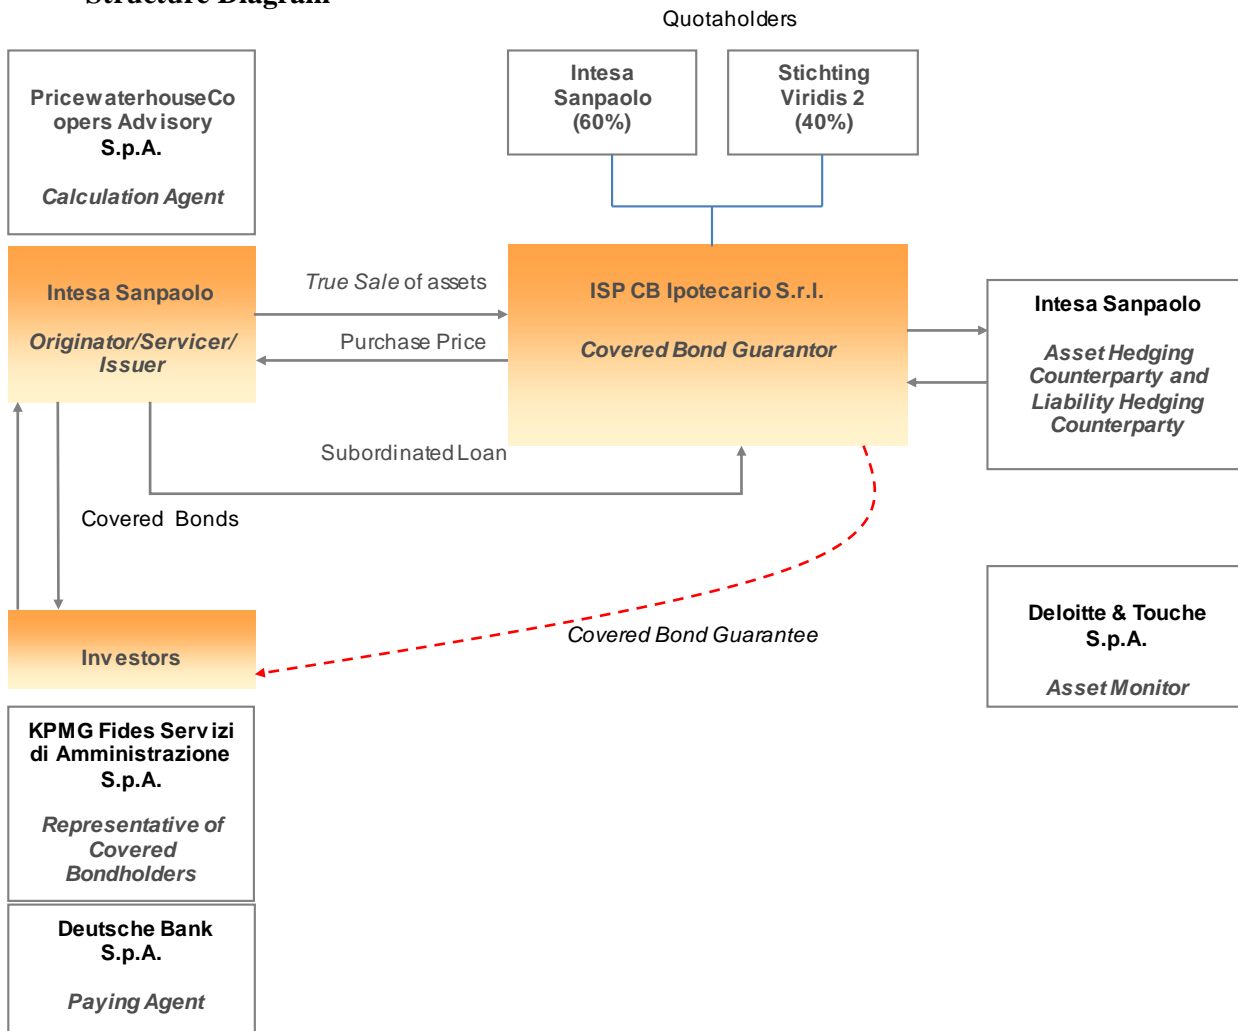 Structure Diagram
Quotaholders
PricewaterhouseCo
opers Advisory
S.p.A.
Calculation Agent
Intesa
Sanpaolo
(60%)
Stichting
Viridis 2
(40%)
Intesa Sanpaolo
Originator/Servicer/
Issuer
True Sale of assets
Purchase Price
ISP CB Ipotecario S.r.l.
Covered Bond Guarantor
Intesa Sanpaolo
Asset Hedging
Counterparty and
Liability Hedging
Counterparty
Subordinated Loan
Covered Bonds
Investors
Covered Bond Guarantee
Deloitte & Touche
S.p.A.
Asset Monitor
KPMG Fides Servizi
di Amministrazione
S.p.A.
Representative of
Covered
Bondholders
Deutsche Bank
S.p.A.
Paying Agent